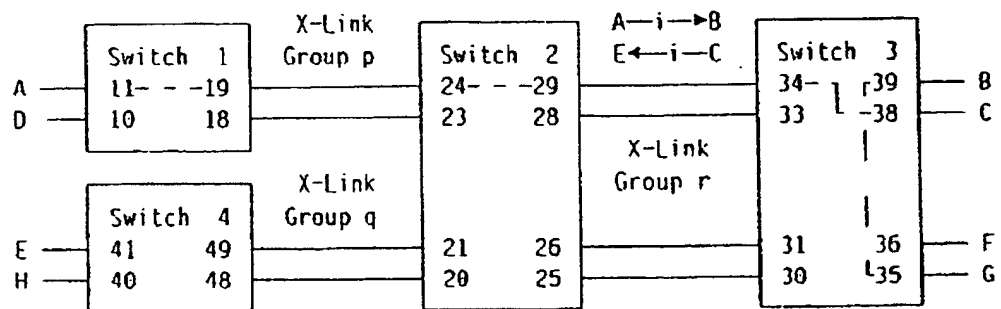 X-Link
Group p
A—i—►B
E◄—i—C
Switch 1
Switch 2
Switch 3
A
11- - -19
24- - -29
34-
39
B
D
10 18
23 28
33
-38
C
X-Link
Group q
X-Link
Group r
Switch 4
E
41 49
21 26
31 36
F
H
40 48
20 25
30 35
G